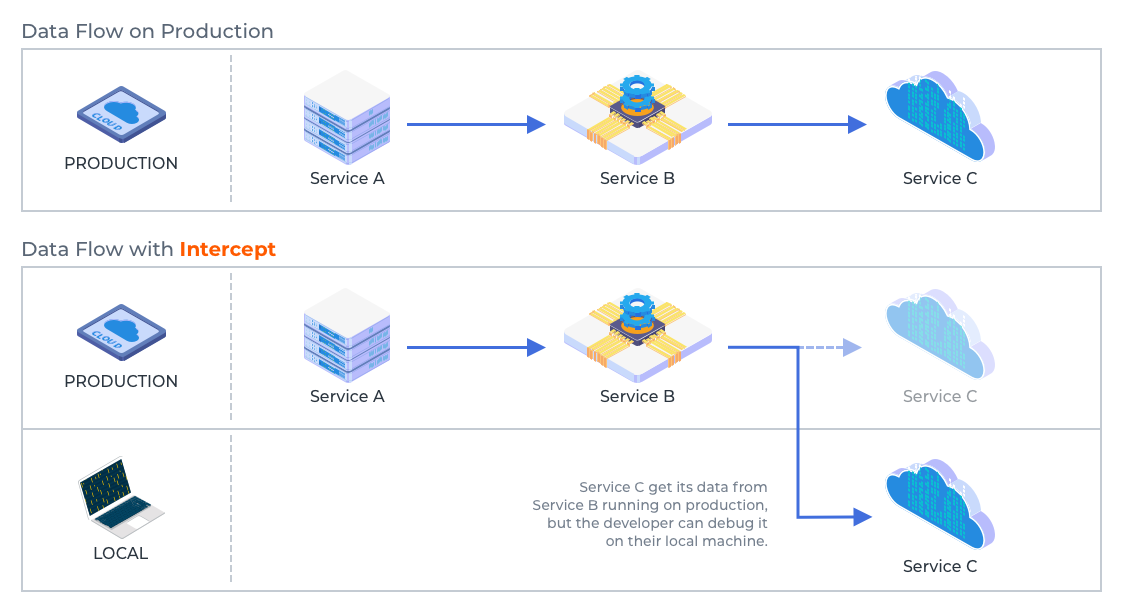 Data Flow on Production
CLOUD
PRODUCTION
Service A
Service B
Service C
Data Flow with Intercept
CLOUD
PRODUCTION
Service A
Service B
Service C
LOCAL
Service C get its data from
Service B running on production,
but the developer can debug it
on their local machine.
Service C